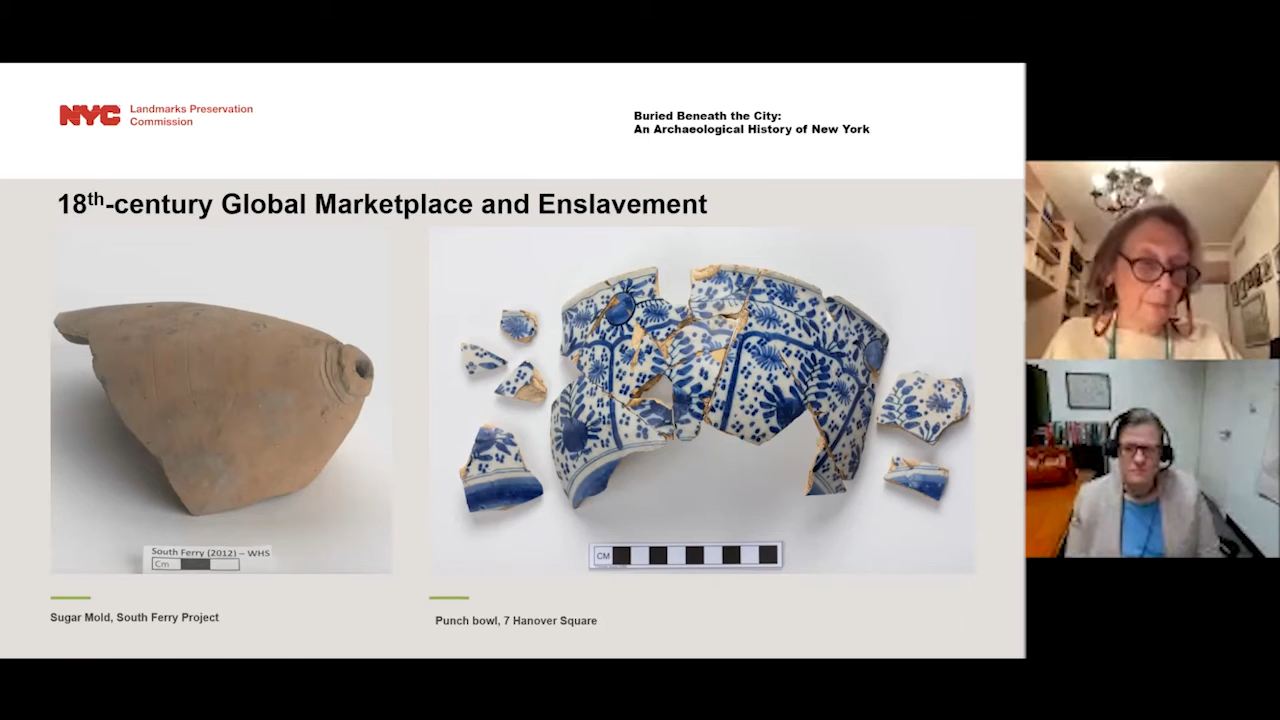 NYC
Landmarks Preservation
Commission
Buried Beneath the City:
An Archaeological History of New York
18th-century Global Marketplace and Enslavement
South Ferry (2012) – WHS
Cm
CM
Sugar Mold, South Ferry Project
Punch bowl, 7 Hanover Square